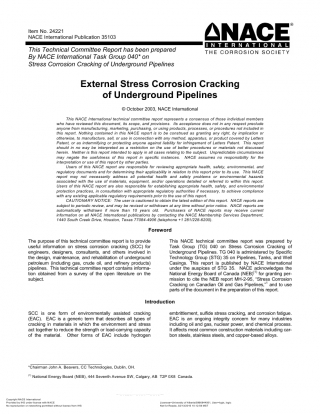 Item No. 24221
NACE International Publication 35103
This Technical Committee Report has been prepared
By NACE International Task Group 040* on
Stress Corrosion Cracking of Underground Pipelines
NACE
INTERNATIONAL
THE CORROSION SOCIETY
®
External Stress Corrosion Cracking
of Underground Pipelines
© October 2003, NACE International
This NACE International technical committee report represents a consensus of those individual members
who have reviewed this document, its scope, and provisions. Its acceptance does not in any respect preclude
anyone from manufacturing, marketing, purchasing, or using products, processes, or procedures not included in
this report. Nothing contained in this NACE report is to be construed as granting any right, by implication or
otherwise, to manufacture, sell, or use in connection with any method, apparatus, or product covered by Letters
Patent, or as indemnifying or protecting anyone against liability for infringement of Letters Patent. This report
should in no way be interpreted as a restriction on the use of better procedures or materials not discussed
herein. Neither is this report intended to apply in all cases relating to the subject. Unpredictable circumstances
may negate the usefulness of this report in specific instances. NACE assumes no responsibility for the
interpretation or use of this report by other parties.
Users of this NACE report are responsible for reviewing appropriate health, safety, environmental, and
regulatory documents and for determining their applicability in relation to this report prior to its use. This NACE
report may not necessarily address all potential health and safety problems or environmental hazards
associated with the use of materials, equipment, and/or operations detailed or referred to within this report.
Users of this NACE report are also responsible for establishing appropriate health, safety, and environmental
protection practices, in consultation with appropriate regulatory authorities if necessary, to achieve compliance
with any existing applicable regulatory requirements prior to the use of this report.
CAUTIONARY NOTICE: The user is cautioned to obtain the latest edition of this report. NACE reports are
subject to periodic review, and may be revised or withdrawn at any time without prior notice. NACE reports are
automatically withdrawn if more than 10 years old. Purchasers of NACE reports may receive current
information on all NACE International publications by contacting the NACE Membership Services Department,
1440 South Creek Drive, Houston, Texas 77084-4906 (telephone +1 281/228-6200).
Foreword
The purpose of this technical committee report is to provide
useful information on stress corrosion cracking (SCC) for
engineers, designers, consultants, and others involved in
the design, maintenance, and rehabilitation of underground
petroleum (including gas, crude oil, and refinery products)
pipelines. This technical committee report contains informa-
tion obtained from a survey of the open literature on the
subject.
This NACE technical committee report was prepared by
Task Group (TG) 040 on Stress Corrosion Cracking of
Underground Pipelines. TG 040 is administered by Specific
Technology Group (STG) 35 on Pipelines, Tanks, and Well
Casings. This report is published by NACE International
under the auspices of STG 35. NACE acknowledges the
National Energy Board of Canada (NEB)(1) for granting per-
mission to cite the NEB report MH-2-95, "Stress Corrosion
Cracking on Canadian Oil and Gas Pipelines,"1 and to use
parts of the document in the preparation of this report.
Introduction
SCC is one form of environmentally assisted cracking
(EAC). EAC is a generic term that describes all types of
cracking in materials in which the environment and stress
act together to reduce the strength or load-carrying capacity
of the material. Other forms of EAC include hydrogen
embrittlement, sulfide stress cracking, and corrosion fatigue.
EAC is an ongoing integrity concern for many industries
including oil and gas, nuclear power, and chemical process.
It affects most common construction materials including car-
bon steels, stainless steels, and copper-based alloys.
*Chairman John A. Beavers, CC Technologies, Dublin, OH.
(1) National Energy Board (NEB), 444 Seventh Avenue SW, Calgary, AB T2P 0X8 Canada.